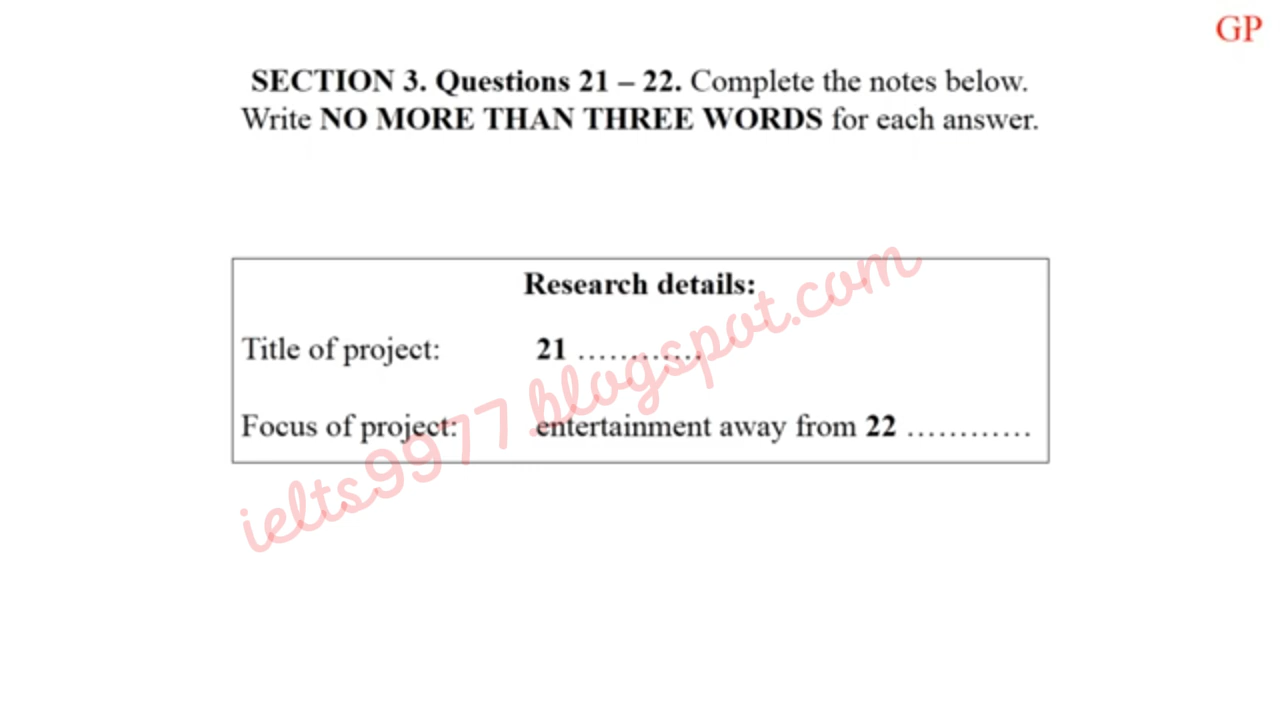 GP
SECTION 3. Questions 21 – 22. Complete the notes below.
Write NO MORE THAN THREE WORDS for each answer.
Research details:
Title of project: 21 …………
Focus of project: entertainment away from 22 …………
ielts9977.blogspot.com